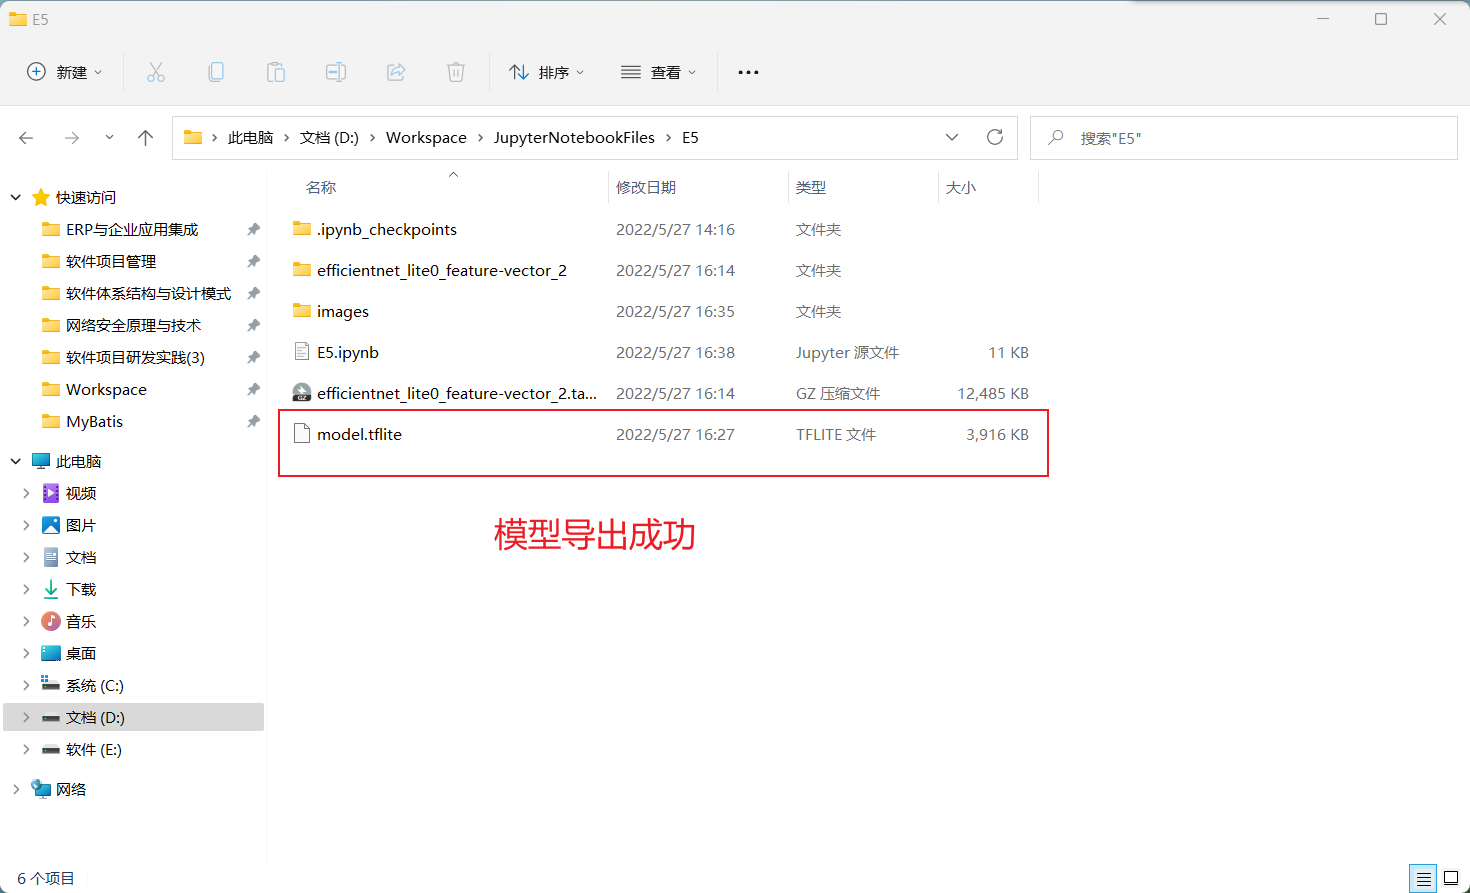 E5
新建
排序
查看
此电脑 文档 (D:) Workspace JupyterNotebookFiles E5
搜索"E5"
名称 修改日期 类型 大小
.ipynb_checkpoints 2022/5/27 14:16 文件夹
efficientnet_lite0_feature-vector_2 2022/5/27 16:14 文件夹
images 2022/5/27 16:35 文件夹
E5.ipynb 2022/5/27 16:38 Jupyter 源文件 11 KB
efficientnet_lite0_feature-vector_2.ta... 2022/5/27 16:14 GZ 压缩文件 12,485 KB
model.tflite 2022/5/27 16:27 TFLITE 文件 3,916 KB
模型导出成功
快速访问
ERP与企业应用集成
软件项目管理
软件体系结构与设计模式
网络安全原理与技术
软件项目研发实践(3)
Workspace
MyBatis
此电脑
视频
图片
文档
下载
音乐
桌面
系统 (C:)
文档 (D:)
软件 (E:)
网络
6 个项目